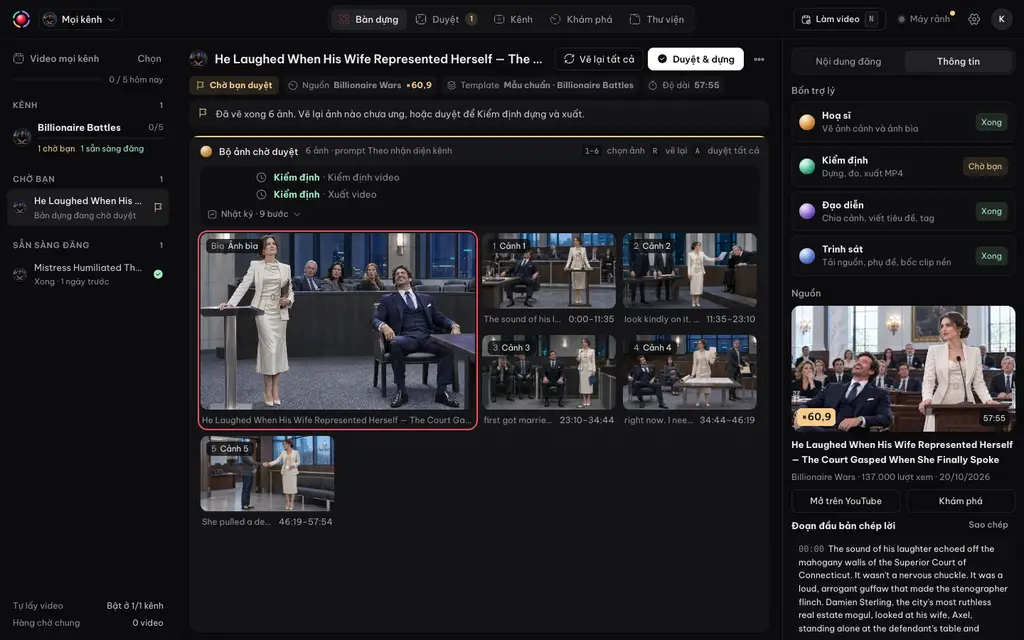 Mọi kênh
Bàn dựng
Duyệt 1
Kênh
Khám phá
Thư viện
Làm video N
Máy rảnh
K
Video mọi kênh Chọn
0 / 5 hôm nay
KÊNH 1
Billionaire Battles 0/5
1 chờ bạn 1 sẵn sàng đăng
CHỜ BẠN 1
He Laughed When His ...
Bản dựng đang chờ duyệt
SẴN SÀNG ĐĂNG 1
Mistress Humiliated Th...
Xong · 1 ngày trước
Tự lấy video Bật ở 1/1 kênh
Hàng chờ chung 0 video
He Laughed When His Wife Represented Herself — The ...
Vẽ lại tất cả
Duyệt & dựng
Chờ bạn duyệt
Nguồn Billionaire Wars ×60,9
Template Mẫu chuẩn · Billionaire Battles
Độ dài 57:55
Đã vẽ xong 6 ảnh. Vẽ lại ảnh nào chưa ưng, hoặc duyệt để Kiểm định dựng và xuất.
Bộ ảnh chờ duyệt 6 ảnh · prompt Theo nhận diện kênh
1-6 chọn ảnh R vẽ lại A duyệt tất cả
Kiểm định · Kiểm định video
Kiểm định · Xuất video
Nhật ký · 9 bước
Bìa Ảnh bìa
He Laughed When His Wife Represented Herself — The Court Ga...
1 Cảnh 1
The sound of his l... 0:00–11:35
2 Cảnh 2
look kindly on it. ... 11:35–23:10
3 Cảnh 3
first got marrie... 23:10–34:44
4 Cảnh 4
right now. I nee... 34:44–46:19
5 Cảnh 5
She pulled a de... 46:19–57:54
Nội dung đăng
Thông tin
Bốn trợ lý
Hoạ sĩ
Vẽ ảnh cảnh và ảnh bìa
Xong
Kiểm định
Dựng, đo, xuất MP4
Chờ bạn
Đạo diễn
Chia cảnh, viết tiêu đề, tag
Xong
Trinh sát
Tải nguồn, phụ đề, bốc clip nền
Xong
Nguồn
×60,9
57:55
He Laughed When His Wife Represented Herself
— The Court Gasped When She Finally Spoke
Billionaire Wars · 137.000 lượt xem · 20/10/2026
Mở trên YouTube
Khám phá
Đoạn đầu bản chép lời Sao chép
00:00 The sound of his laughter echoed off the
mahogany walls of the Superior Court of
Connecticut. It wasn't a nervous chuckle. It was a
loud, arrogant guffaw that made the stenographer
flinch. Damien Sterling, the city's most ruthless
real estate mogul, looked at his wife, Axel,
standing alone at the defendant's table and